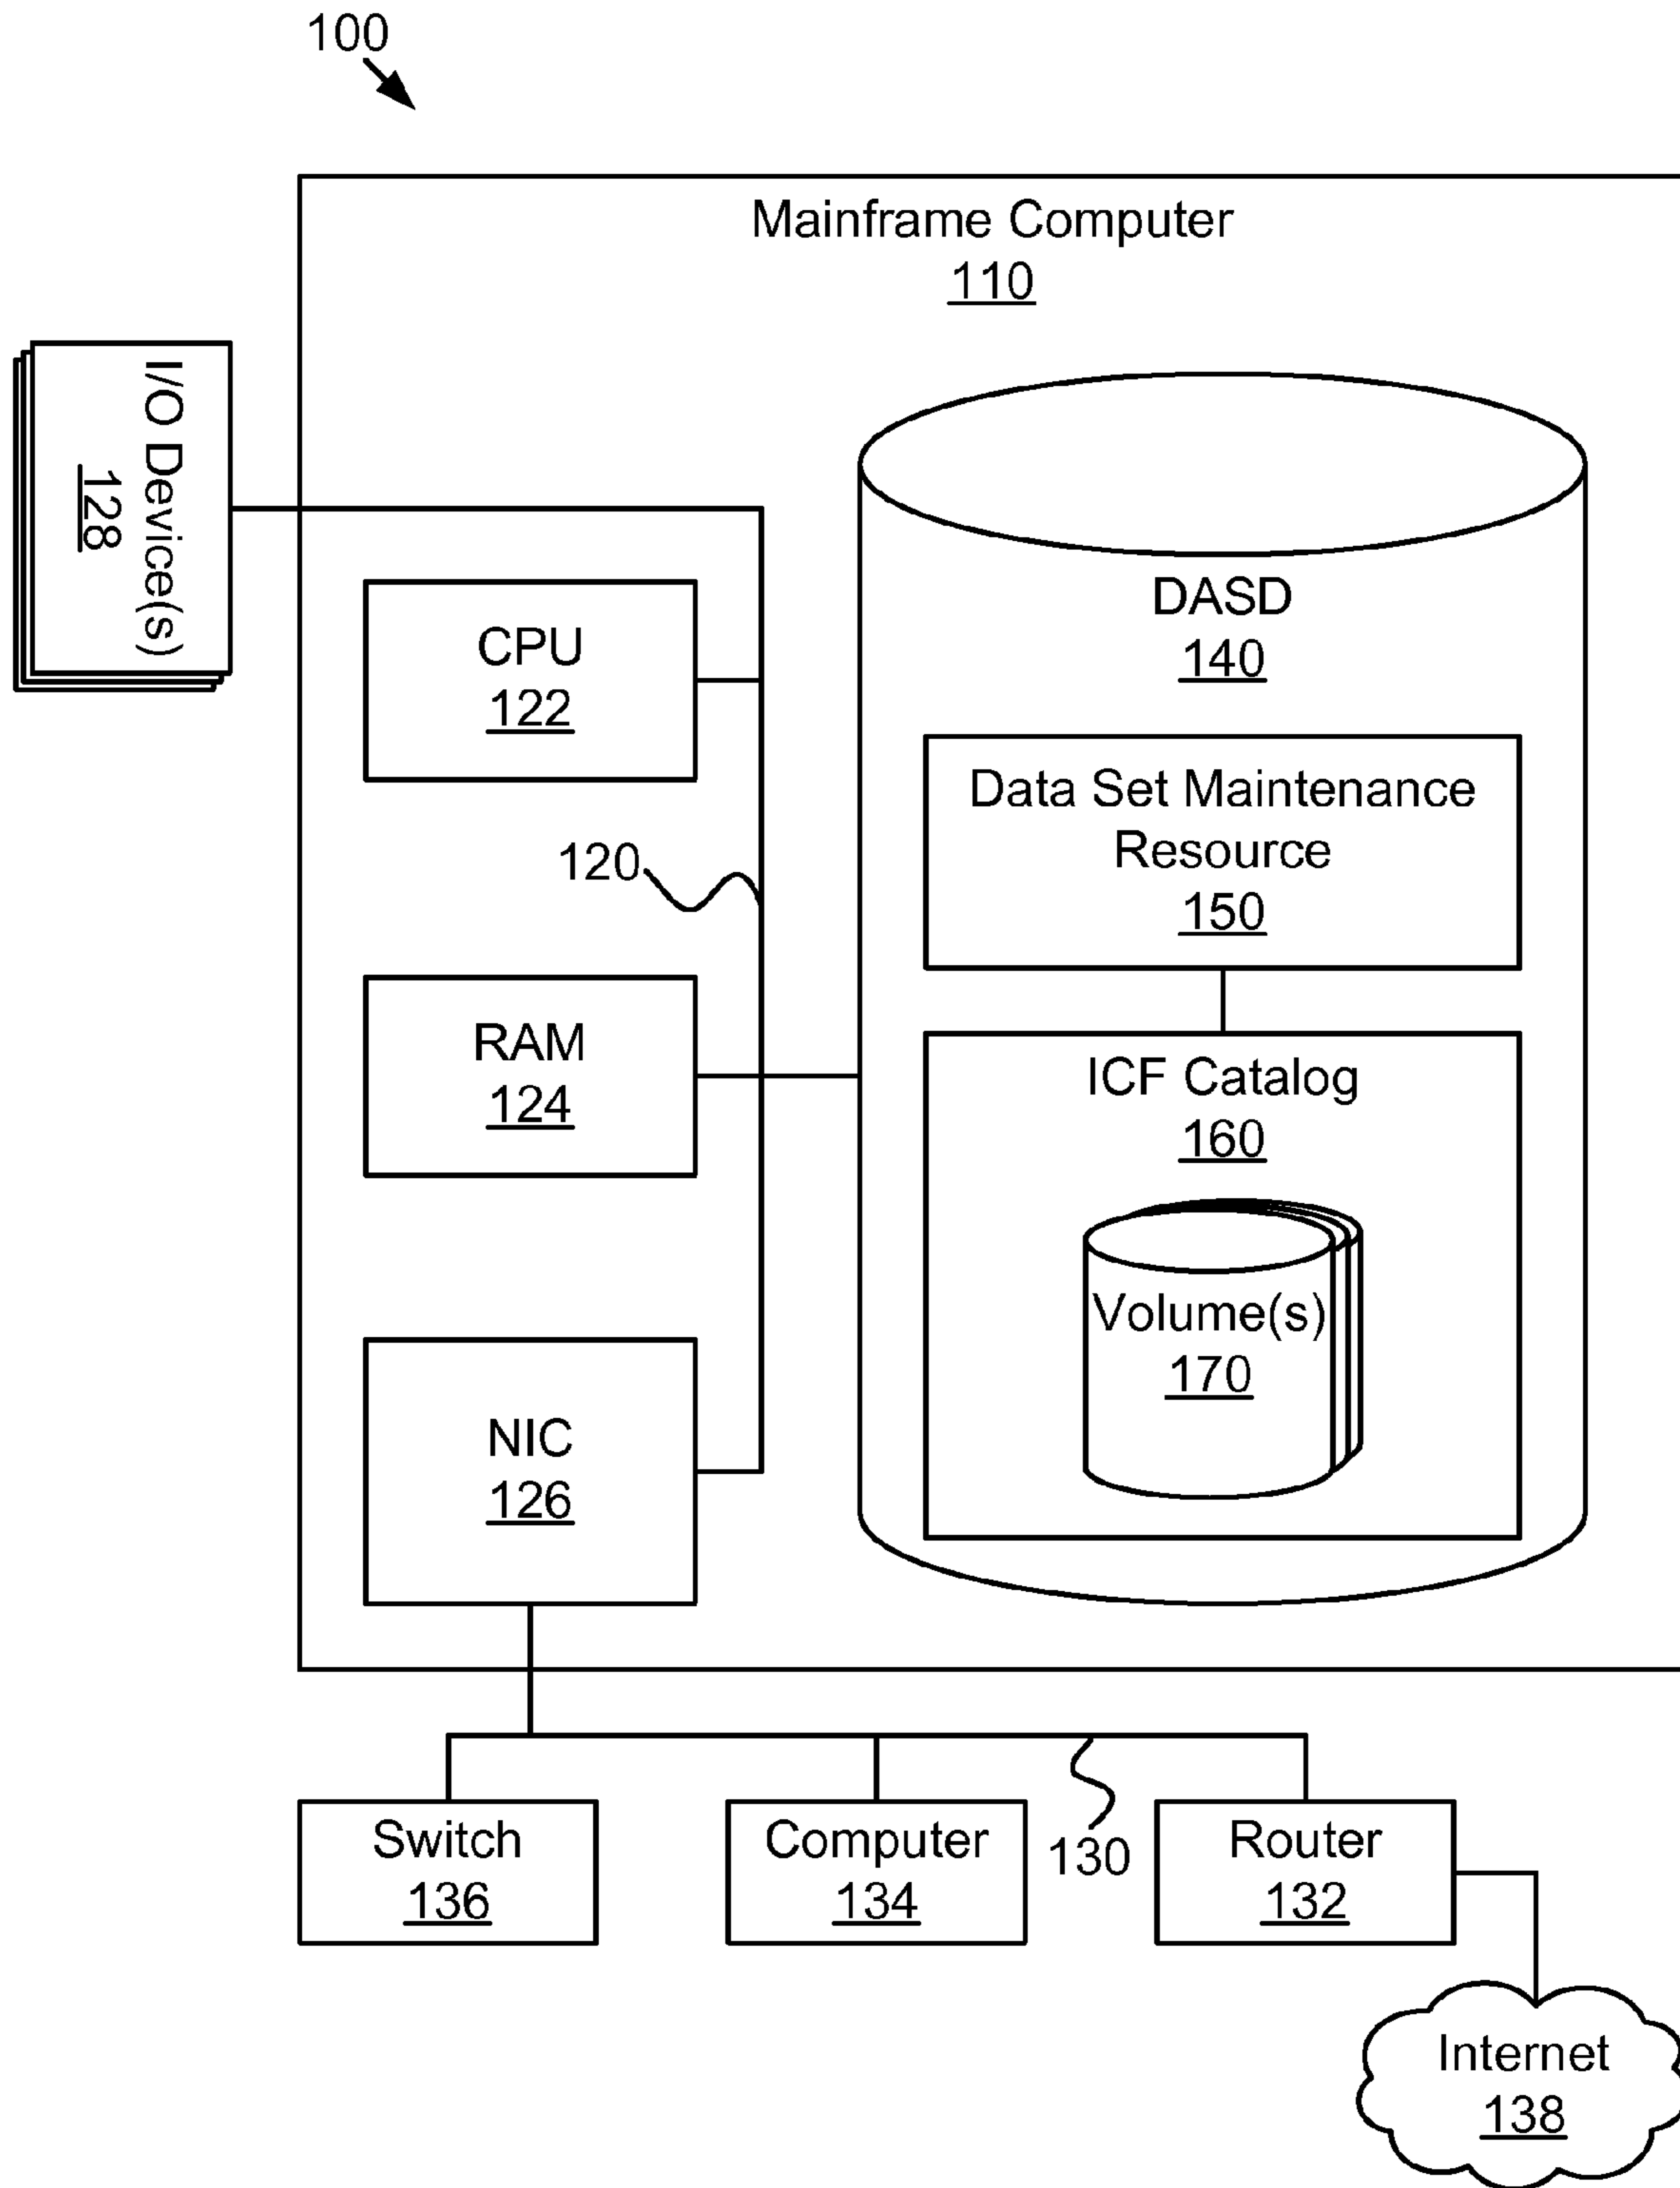 100
Mainframe Computer
110
I/O Device(s)
128
CPU
122
120
RAM
124
NIC
126
DASD
140
Data Set Maintenance
Resource
150
ICF Catalog
160
Volume(s)
170
Switch
136
Computer
134
130
Router
132
Internet
138